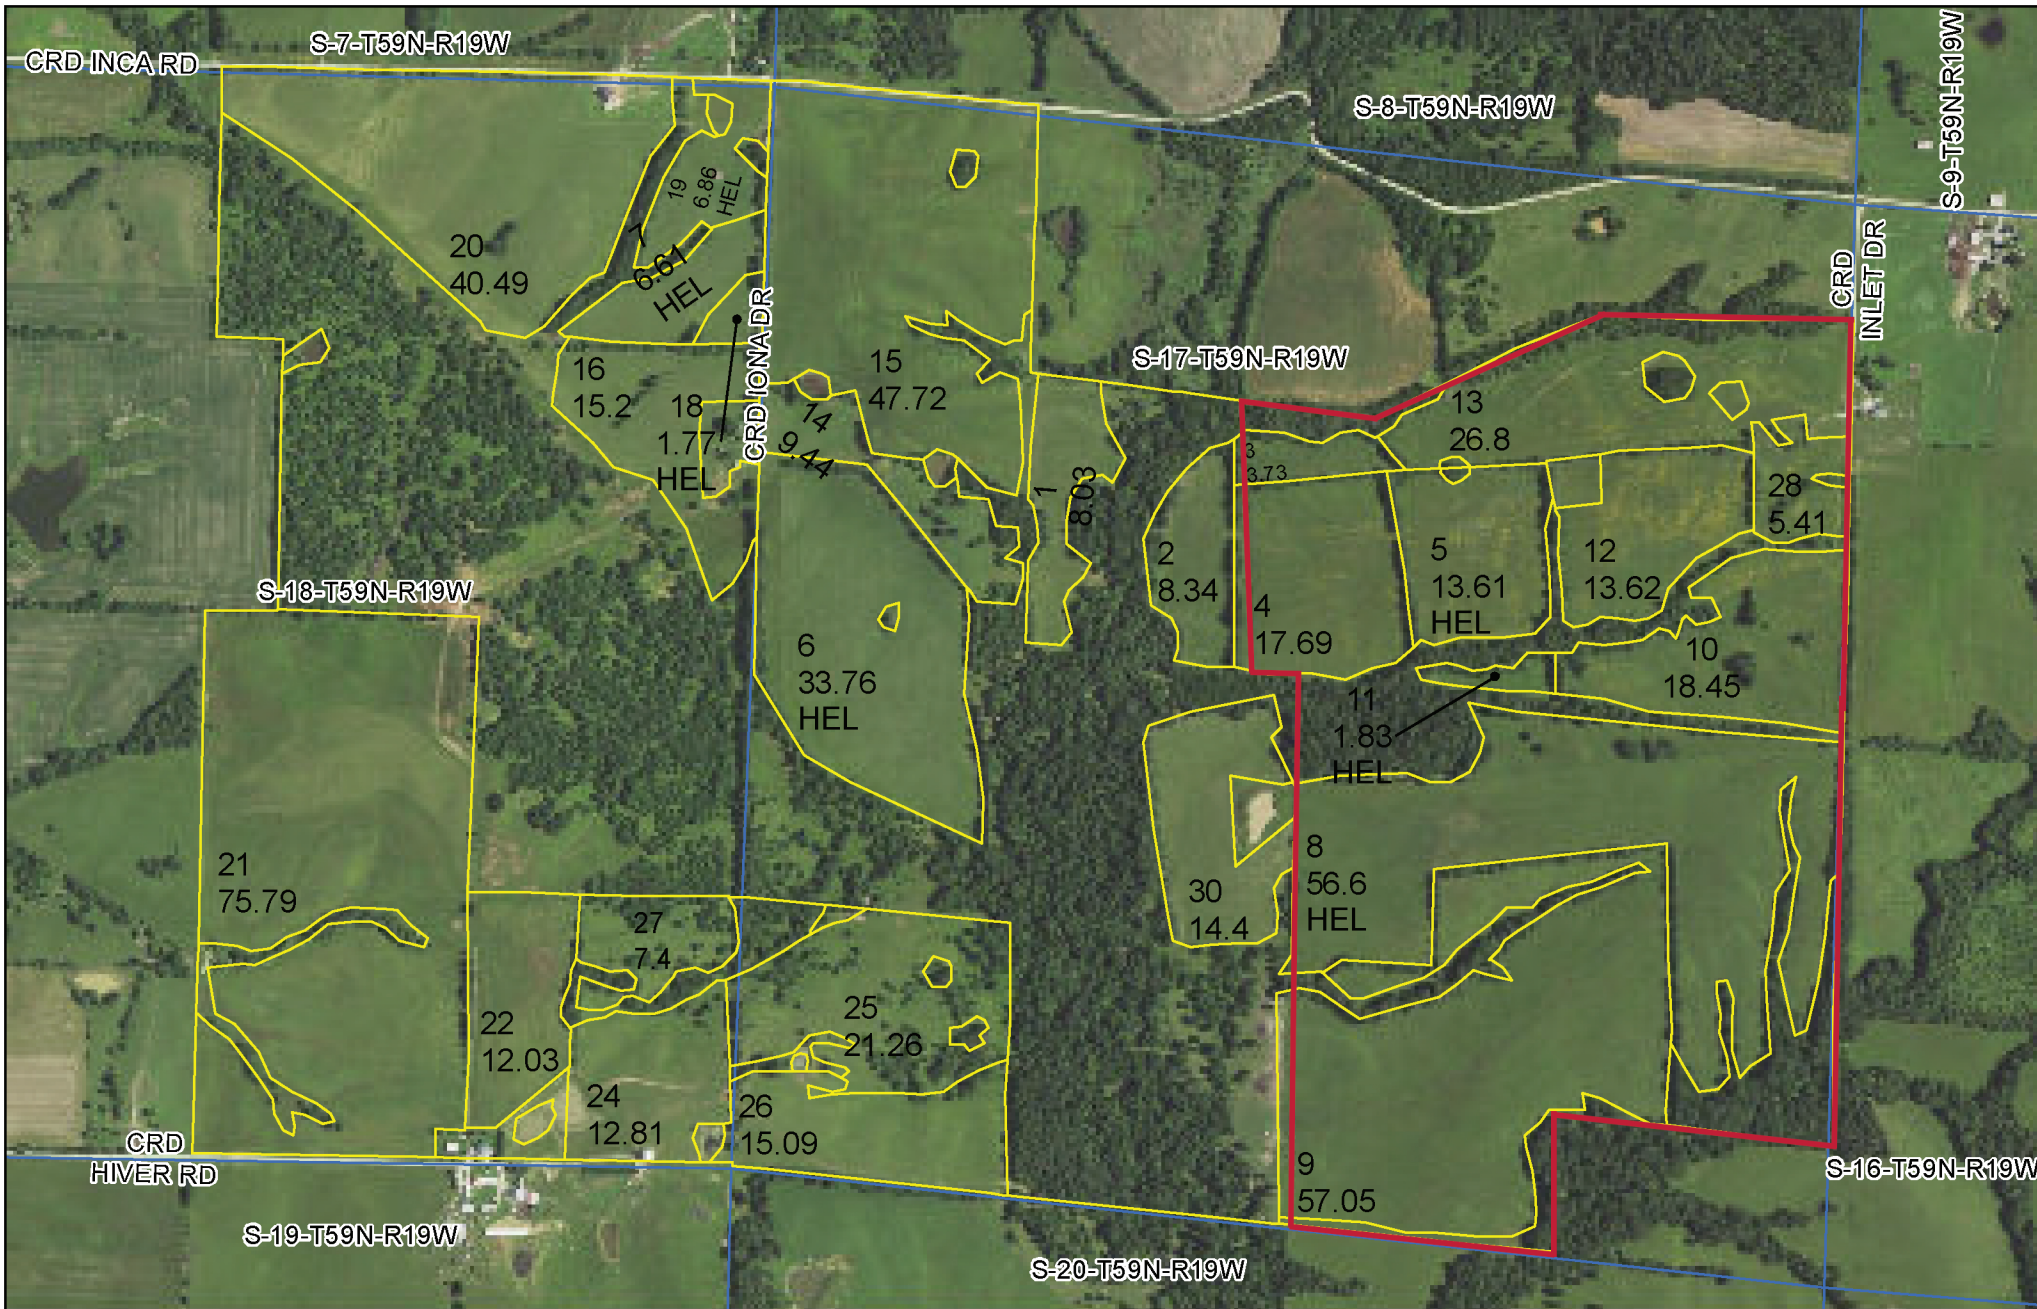 S-7-T59N-R19W
CRD INCA RD
S-8-T59N-R19W
S-9-T59N-R19W
CRD
INLET DR
19
6.86
HEL
20
40.49
7
6.61
HEL
CRD IONA DR
S-17-T59N-R19W
16
15.2
18
1.77
HEL
15
47.72
14
9.44
13
26.8
3
3.73
1
8.03
28
5.41
2
8.34
5
13.61
HEL
12
13.62
S-18-T59N-R19W
4
17.69
6
33.76
HEL
10
18.45
11
1.83
HEL
21
75.79
8
56.6
HEL
30
14.4
27
7.4
22
12.03
25
21.26
24
12.81
26
15.09
CRD
HIVER RD
9
57.05
S-16-T59N-R19W
S-19-T59N-R19W
S-20-T59N-R19W